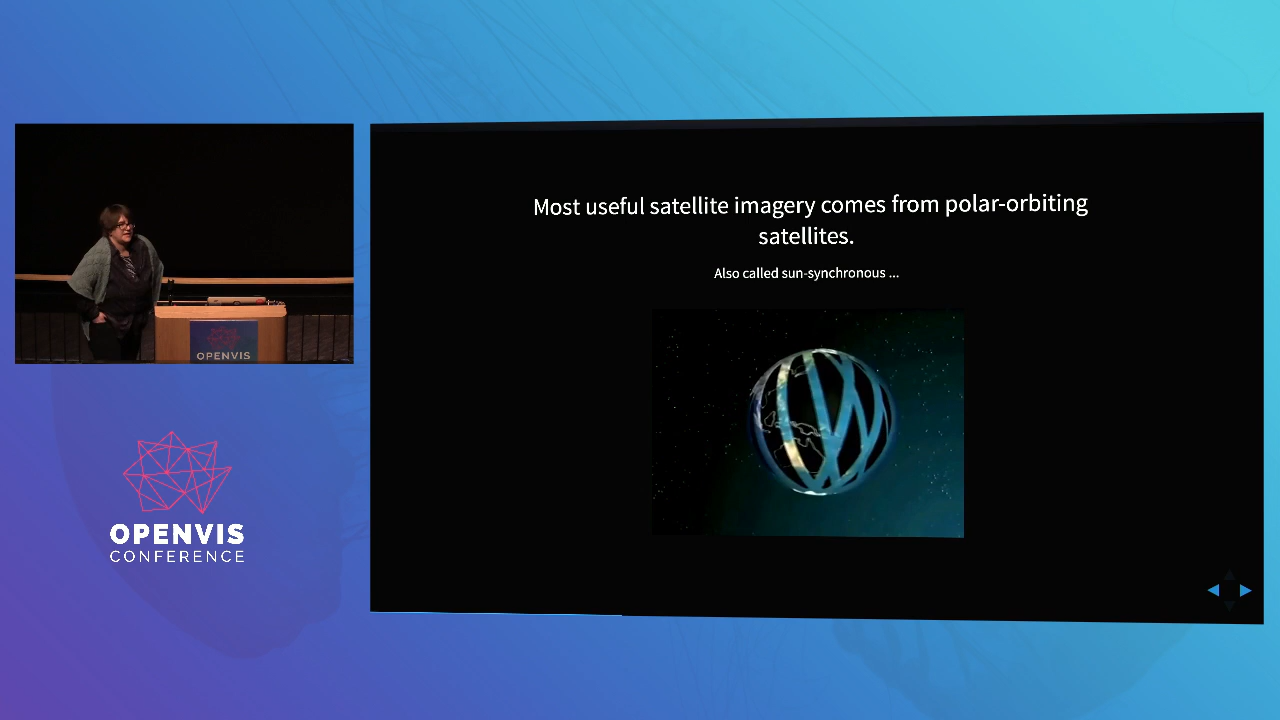 Most useful satellite imagery comes from polar-orbiting
satellites.
Also called sun-synchronous ...
OPENVIS
OPENVIS
CONFERENCE